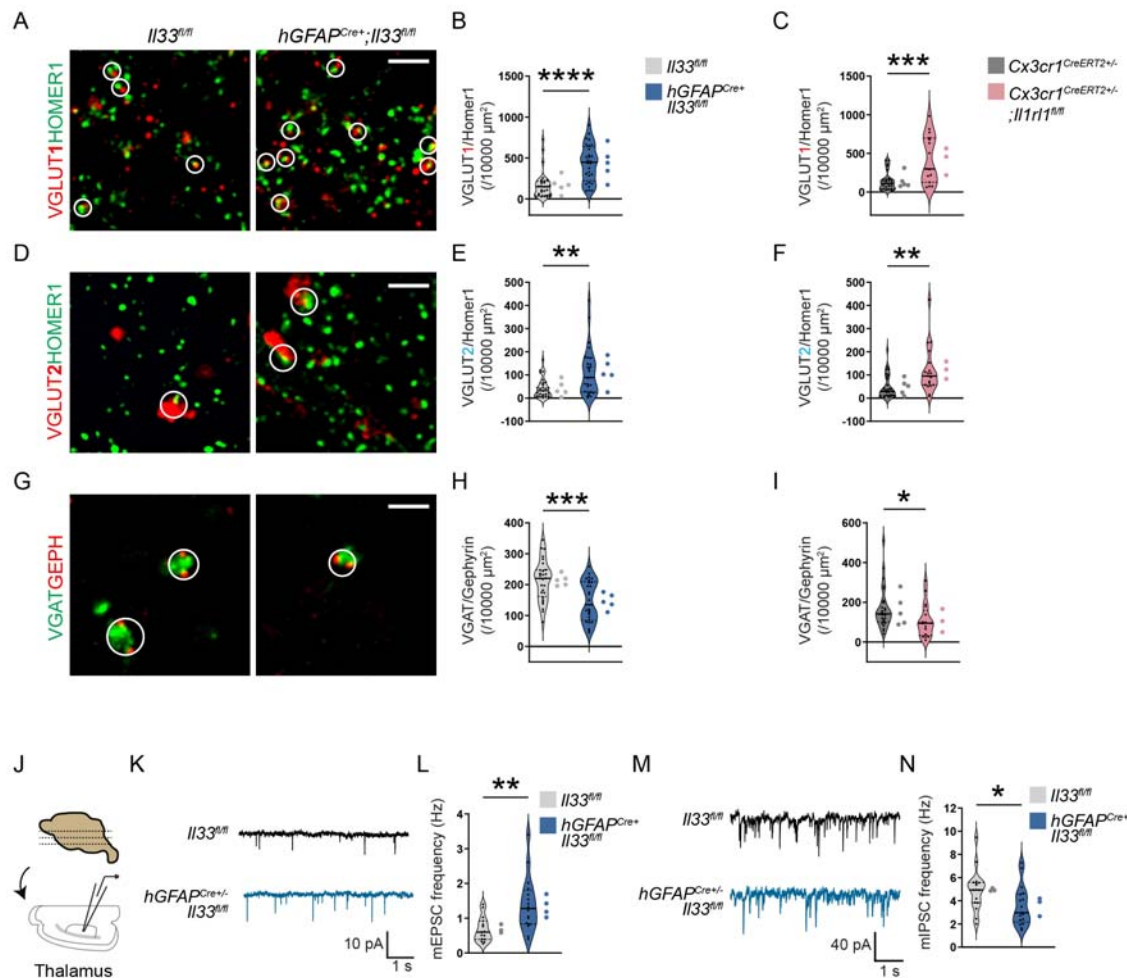 A
Il33fl/fl
hGFAPCre+;Il33fl/fl
VGLUT1HOMER1
B
Il33fl/fl
hGFAPCre+
Il33fl/fl
****
VGLUT1/Homer1
(/10000 µm²)
1500
1000
500
0
C
Cx3cr1CreERT2+/-
Cx3cr1CreERT2+/-
;Il1rl1fl/fl
***
VGLUT1/Homer1
(/10000 µm²)
1500
1000
500
0
D
VGLUT2HOMER1
E
**
VGLUT2/Homer1
(/10000 µm²)
500
400
300
200
100
0
-100
F
**
VGLUT2/Homer1
(/10000 µm²)
500
400
300
200
100
0
-100
G
VGATGEPH
H
***
VGAT/Gephyrin
(/10000 µm²)
400
300
200
100
0
I
*
VGAT/Gephyrin
(/10000 µm²)
600
400
200
0
J
Thalamus
K
Il33fl/fl
hGFAPCre+/-
Il33fl/fl
10 pA
1 s
L
**
Il33fl/fl
hGFAPCre+
Il33fl/fl
mEPSC frequency (Hz)
4
3
2
1
0
M
Il33fl/fl
hGFAPCre+/-
Il33fl/fl
40 pA
1 s
N
*
Il33fl/fl
hGFAPCre+
Il33fl/fl
mIPSC frequency (Hz)
12
10
8
6
4
2
0